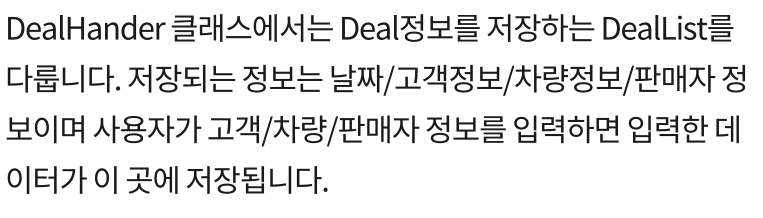 DealHander 클래스에서는 Deal정보를 저장하는 DealList를
다룹니다. 저장되는 정보는 날짜/고객정보/차량정보/판매자 정
보이며 사용자가 고객/차량/판매자 정보를 입력하면 입력한 데
이터가 이 곳에 저장됩니다.